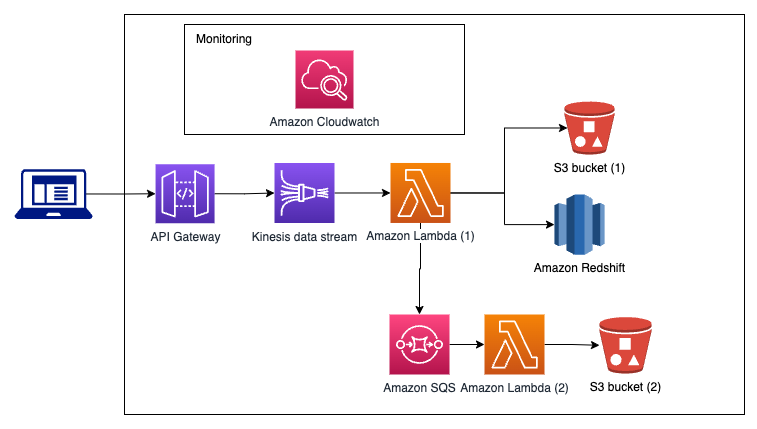 Monitoring
Amazon Cloudwatch
S3 bucket (1)
API Gateway
Kinesis data stream
Amazon Lambda (1)
Amazon Redshift
Amazon SQS
Amazon Lambda (2)
S3 bucket (2)